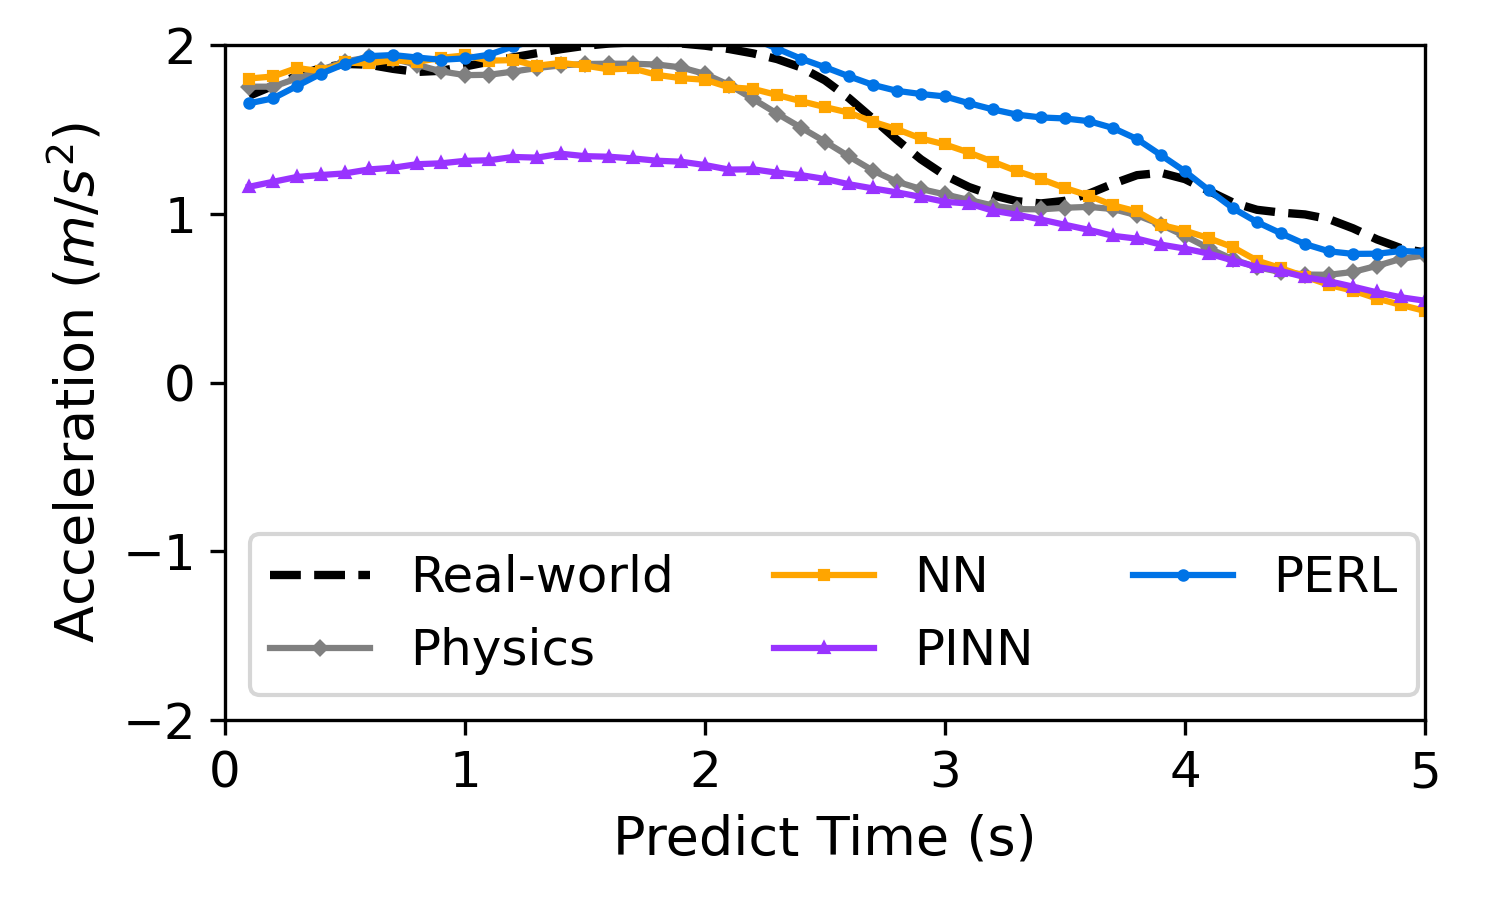 2
1
0
−1
−2
Acceleration (m/s²)
Real-world
NN
PERL
Physics
PINN
0 1 2 3 4 5
Predict Time (s)